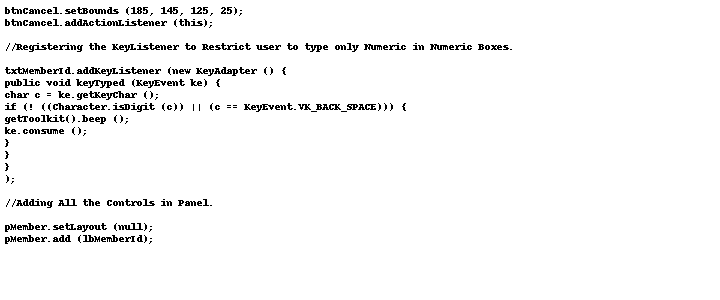 btnCancel.setBounds (185, 145, 125, 25);
btnCancel.addActionListener (this);
//Registering the KeyListener to Restrict user to type only Numeric in Numeric Boxes.
txtMemberId.addKeyListener (new KeyAdapter () {
public void keyTyped (KeyEvent ke) {
char c = ke.getKeyChar ();
if (! ((Character.isDigit (c)) || (c == KeyEvent.VK_BACK_SPACE))) {
getToolkit().beep ();
ke.consume ();
}
}
}
);
//Adding All the Controls in Panel.
pMember.setLayout (null);
pMember.add (lbMemberId);